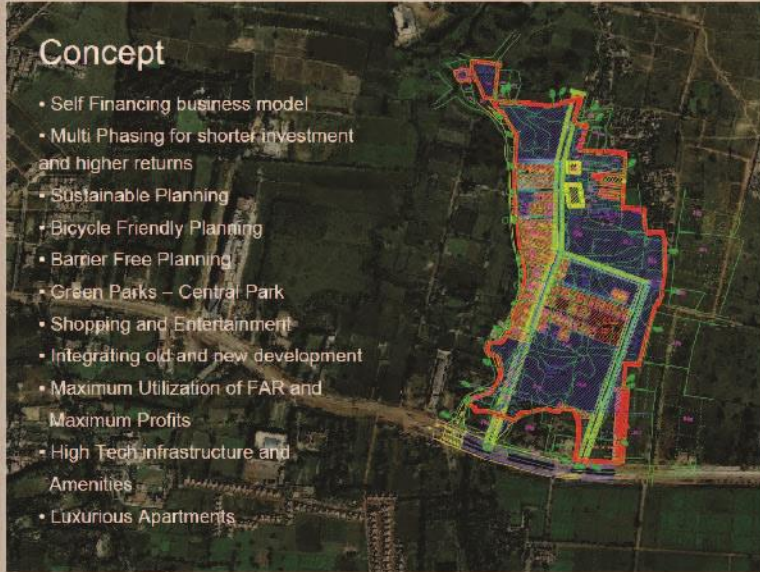 Concept
• Self Financing business model
• Multi Phasing for shorter investment
and higher returns
• Sustainable Planning
• Bicycle Friendly Planning
• Barrier Free Planning
• Green Parks – Central Park
• Shopping and Entertainment
• Integrating old and new development
• Maximum Utilization of FAR and
Maximum Profits
• High Tech infrastructure and
Amenities
• Luxurious Apartments